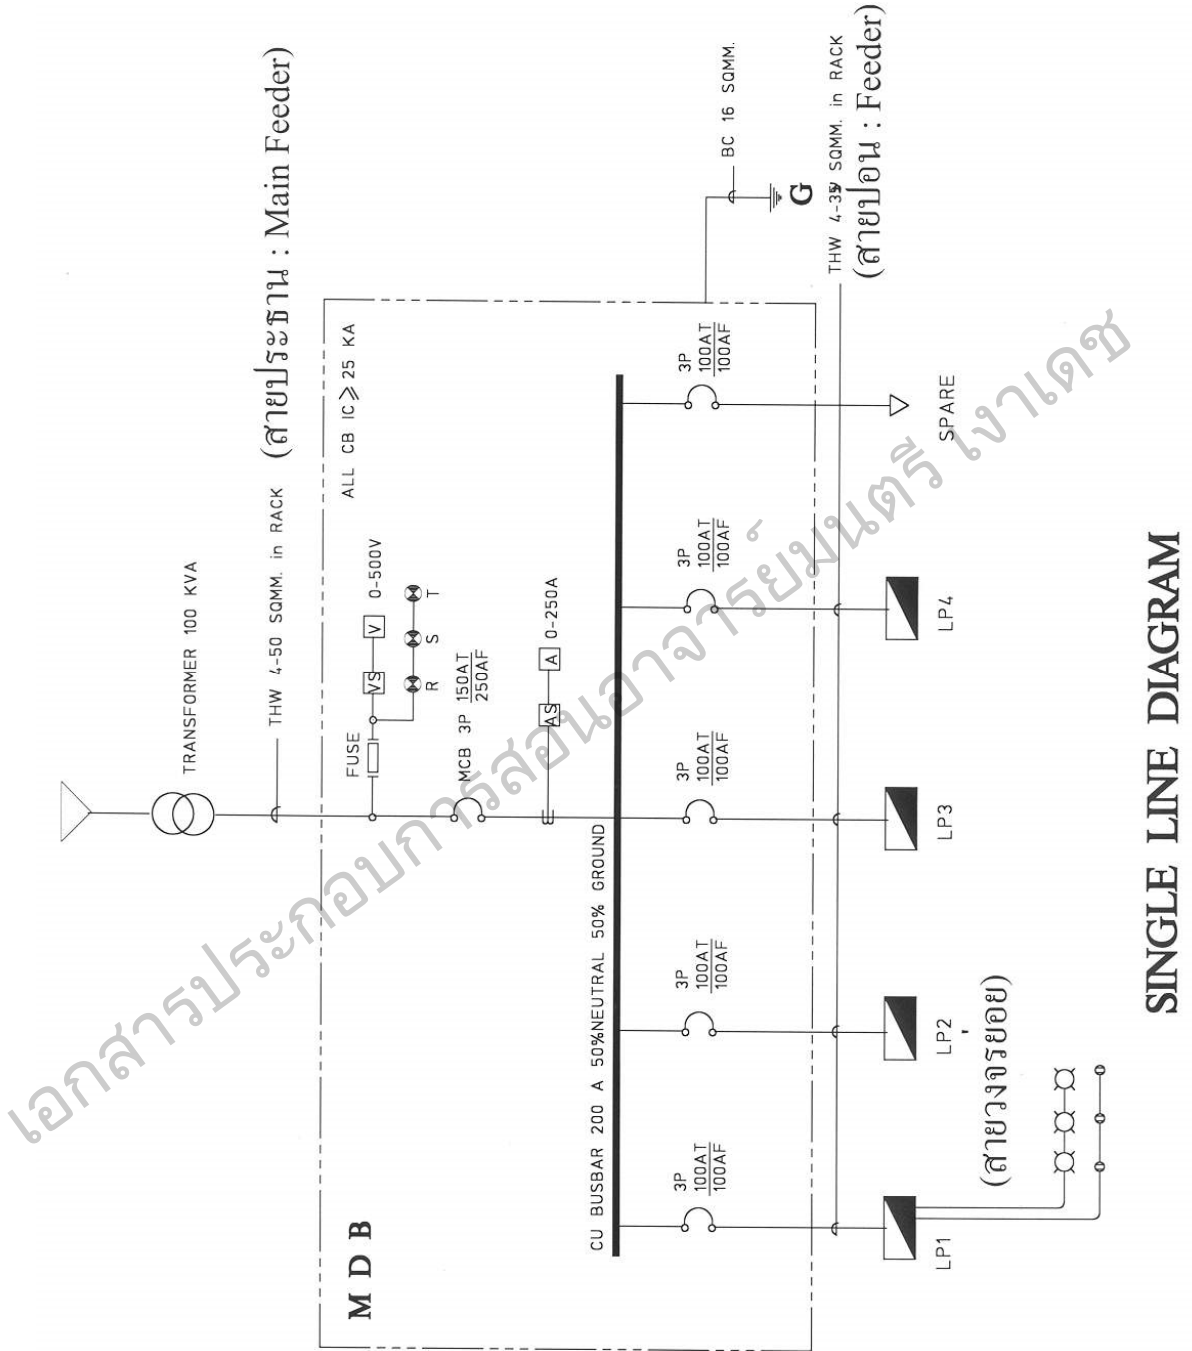 TRANSFORMER 100 KVA
THW 4-50 SQMM. in RACK
(สายประธาน : Main Feeder)
M D B
ALL CB IC ⩾ 25 KA
FUSE
VS
V
0-500V
R
S
T
MCB 3P 150AT
250AF
AS
A
0-250A
CU BUSBAR 200 A 50%NEUTRAL 50% GROUND
BC 16 SQMM.
G
3P
100AT
100AF
3P
100AT
100AF
3P
100AT
100AF
3P
100AT
100AF
3P
100AT
100AF
THW 4-35 SQMM. in RACK
(สายป้อน : Feeder)
LP1
LP2
LP3
LP4
SPARE
(สายวงจรย่อย)
SINGLE LINE DIAGRAM
เอกสารประกอบการสอนอาจารย์มนตรี เงาเดช